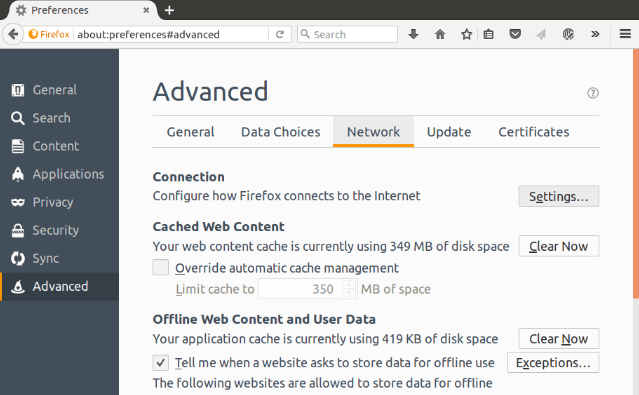 Preferences
Firefox about:preferences#advanced Search
General
Search
Content
Applications
Privacy
Security
Sync
Advanced
Advanced
General Data Choices Network Update Certificates
Connection
Configure how Firefox connects to the Internet Settings...
Cached Web Content
Your web content cache is currently using 349 MB of disk space Clear Now
Override automatic cache management
Limit cache to 350 MB of space
Offline Web Content and User Data
Your application cache is currently using 419 KB of disk space Clear Now
Tell me when a website asks to store data for offline use Exceptions...
The following websites are allowed to store data for offline